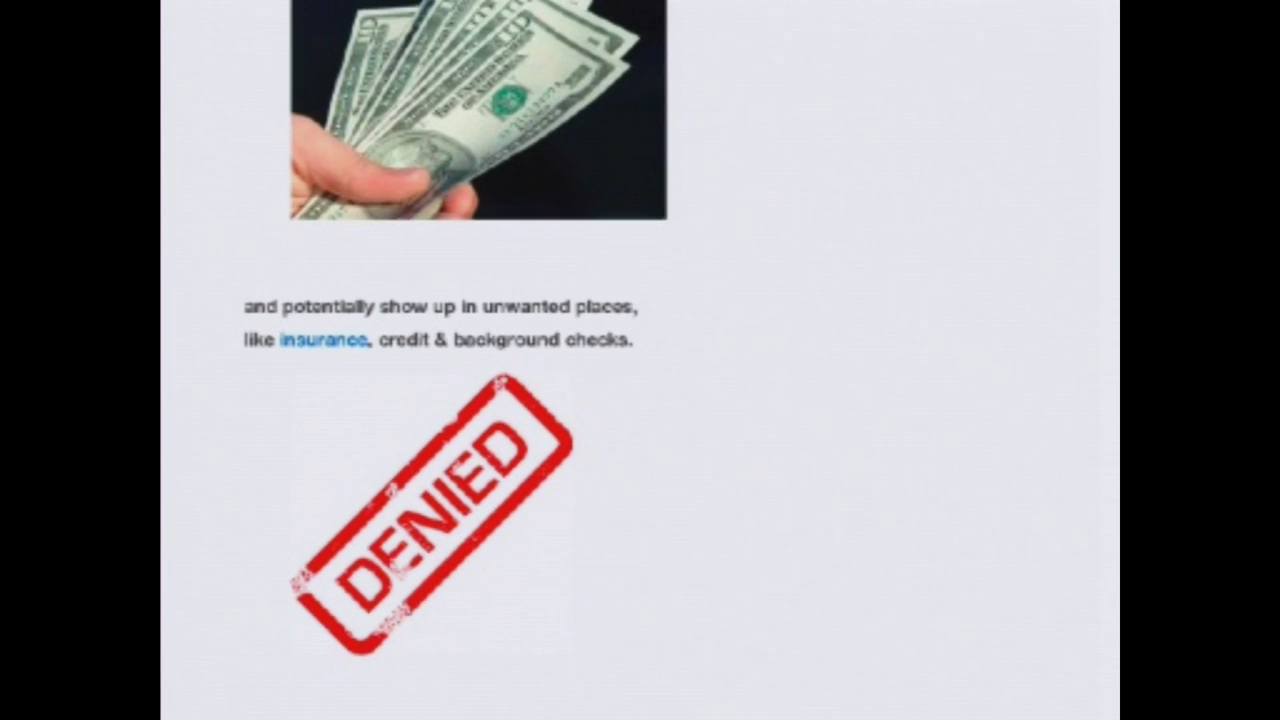 and potentially show up in unwanted places,
like insurance, credit & background checks.
DENIED